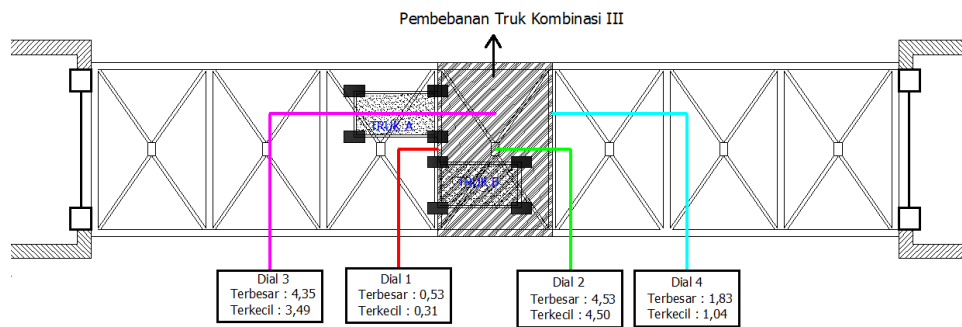 Pembebanan Truk Kombinasi III
TRUK A
TRUK B
Dial 3
Terbesar : 4,35
Terkecil : 3,49
Dial 1
Terbesar : 0,53
Terkecil : 0,31
Dial 2
Terbesar : 4,53
Terkecil : 4,50
Dial 4
Terbesar : 1,83
Terkecil : 1,04